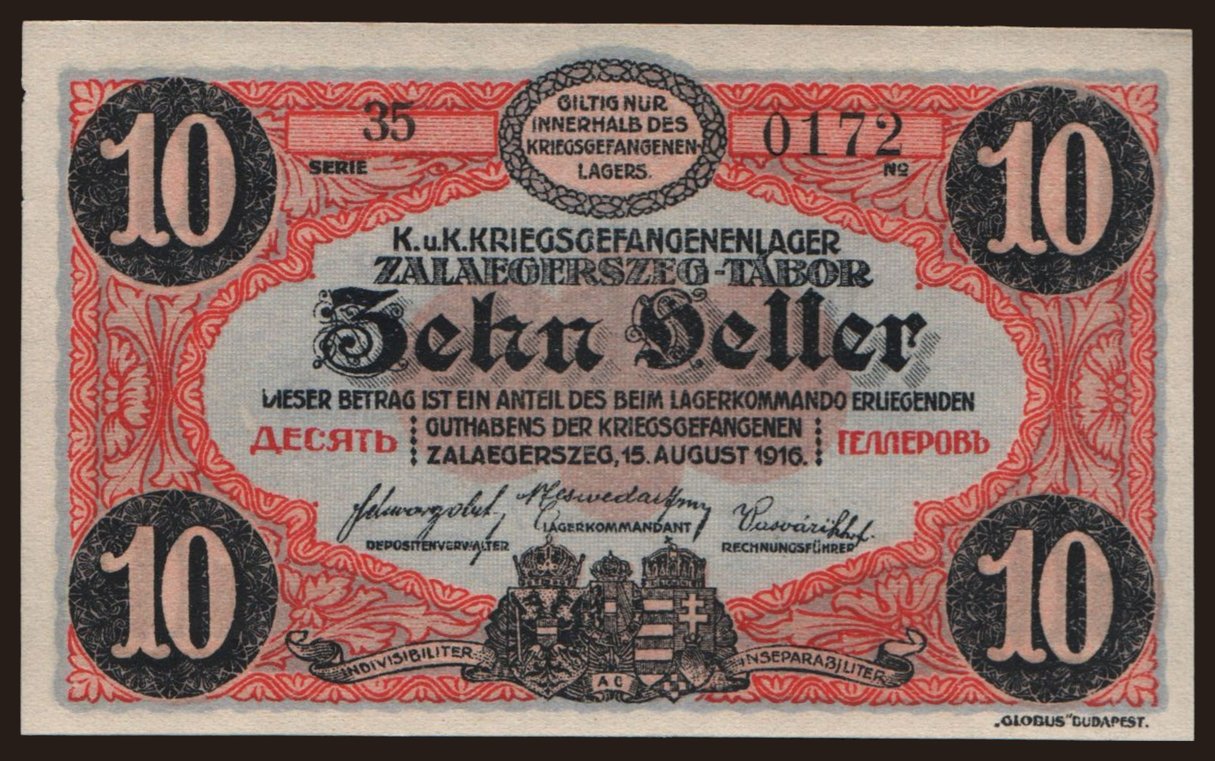 10
35
SERIE
GILTIG NUR
INNERHALB DES
KRIEGSGEFANGENEN-
LAGERS.
0172
No
10
K.u.K. KRIEGSGEFANGENENLAGER
ZALAEGERSZEG-TÁBOR
Zehn Heller
DIESER BETRAG IST EIN ANTEIL DES BEIM LAGERKOMMANDO ERLIEGENDEN
ДЕСЯТЬ GUTHABENS DER KRIEGSGEFANGENEN ГЕЛЛЕРОВЪ
ZALAEGERSZEG, 15. AUGUST 1916.
DEPOSITENVERWALTER
LAGERKOMMANDANT
RECHNUNGSFÜHRER
10
10
INDIVISIBILITER
AC
INSEPARABILITER
„GLOBUS" BUDAPEST.